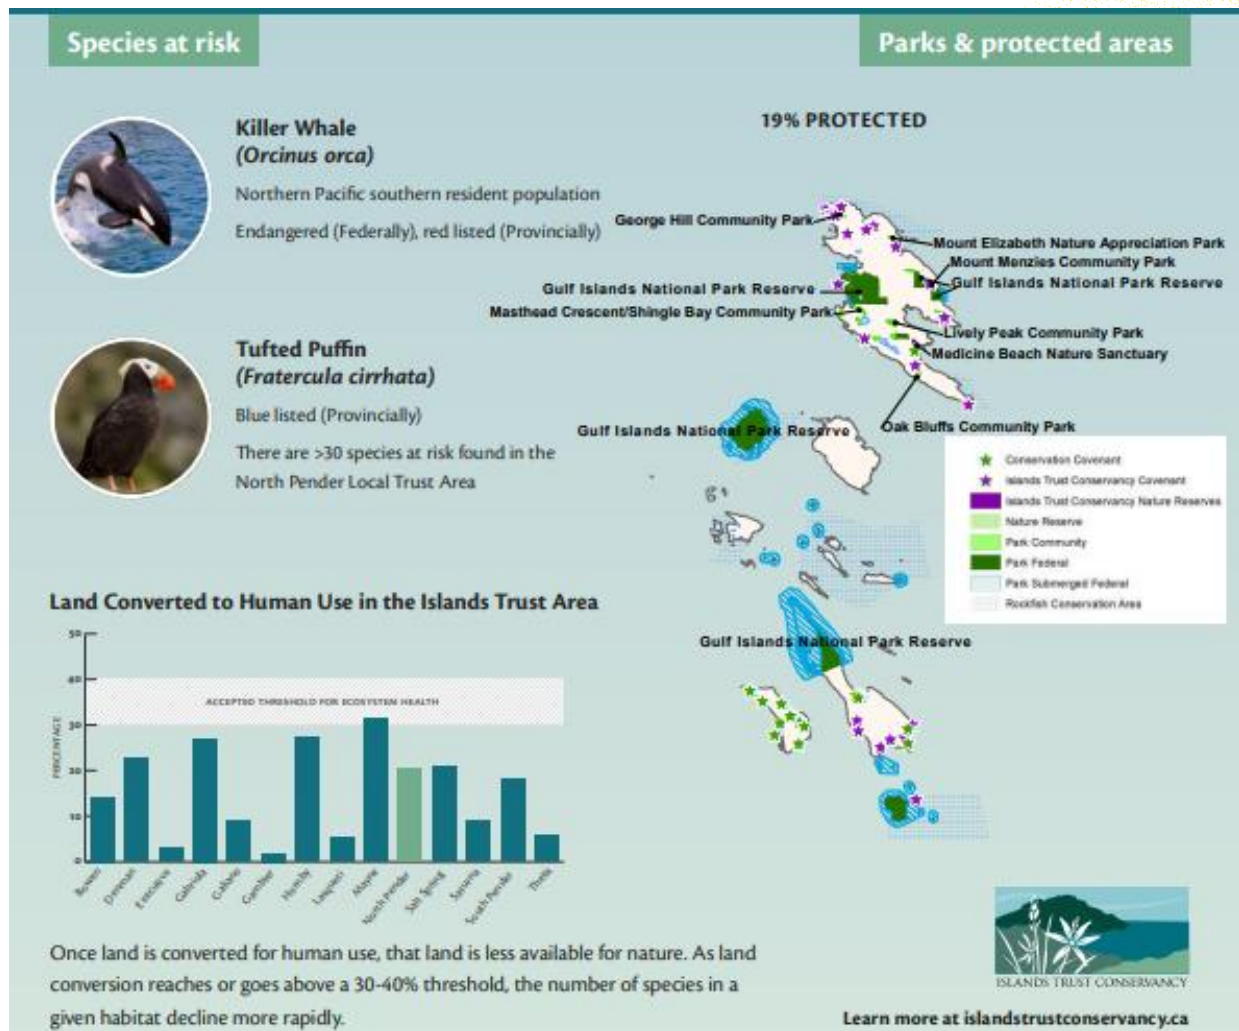 Species at risk
Parks & protected areas
Killer Whale
(Orcinus orca)
Northern Pacific southern resident population
Endangered (Federally), red listed (Provincially)
Tufted Puffin
(Fratercula cirrhata)
Blue listed (Provincially)
There are >30 species at risk found in the
North Pender Local Trust Area
19% PROTECTED
George Hill Community Park
Mount Elizabeth Nature Appreciation Park
Mount Menzies Community Park
Gulf Islands National Park Reserve
Gulf Islands National Park Reserve
Masthead Crescent/Shingle Bay Community Park
Lively Peak Community Park
Medicine Beach Nature Sanctuary
Oak Bluffs Community Park
Gulf Islands National Park Reserve
Conservation Covenant
Islands Trust Conservancy Covenant
Islands Trust Conservancy Nature Reserves
Nature Reserve
Park Community
Park Federal
Park Submerged Federal
Rockfish Conservation Area
Gulf Islands National Park Reserve
Land Converted to Human Use in the Islands Trust Area
50
40
30
20
10
0
PERCENTAGE
ACCEPTED THRESHOLD FOR ECOSYSTEM HEALTH
Bowen
Denman
Executive
Gabriola
Galiano
Gambier
Hornby
Lasqueti
Mayne
North Pender
Salt Spring
Saturna
South Pender
Thetis
Once land is converted for human use, that land is less available for nature. As land
conversion reaches or goes above a 30-40% threshold, the number of species in a
given habitat decline more rapidly.
ISLANDS TRUST CONSERVANCY
Learn more at islandstrustconservancy.ca